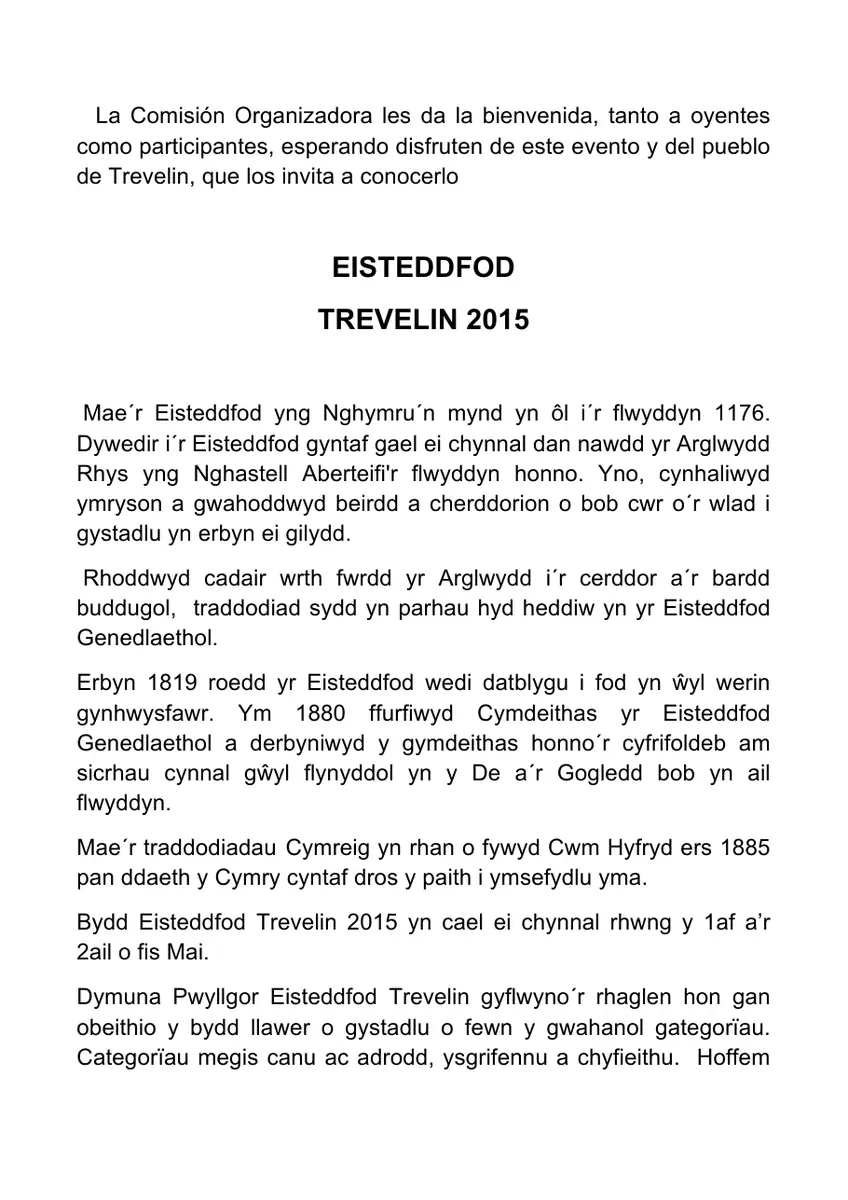 La Comisión Organizadora les da la bienvenida, tanto a oyentes
como participantes, esperando disfruten de este evento y del pueblo
de Trevelin, que los invita a conocerlo
EISTEDDFOD
TREVELIN 2015
Mae´r Eisteddfod yng Nghymru´n mynd yn ôl i´r flwyddyn 1176.
Dywedir i´r Eisteddfod gyntaf gael ei chynnal dan nawdd yr Arglwydd
Rhys yng Nghastell Aberteifi'r flwyddyn honno. Yno, cynhaliwyd
ymryson a gwahoddwyd beirdd a cherddorion o bob cwr o´r wlad i
gystadlu yn erbyn ei gilydd.
Rhoddwyd cadair wrth fwrdd yr Arglwydd i´r cerddor a´r bardd
buddugol, traddodiad sydd yn parhau hyd heddiw yn yr Eisteddfod
Genedlaethol.
Erbyn 1819 roedd yr Eisteddfod wedi datblygu i fod yn ŵyl werin
gynhwysfawr. Ym 1880 ffurfiwyd Cymdeithas yr Eisteddfod
Genedlaethol a derbyniwyd y gymdeithas honno´r cyfrifoldeb am
sicrhau cynnal gŵyl flynyddol yn y De a´r Gogledd bob yn ail
flwyddyn.
Mae´r traddodiadau Cymreig yn rhan o fywyd Cwm Hyfryd ers 1885
pan ddaeth y Cymry cyntaf dros y paith i ymsefydlu yma.
Bydd Eisteddfod Trevelin 2015 yn cael ei chynnal rhwng y 1af a’r
2ail o fis Mai.
Dymuna Pwyllgor Eisteddfod Trevelin gyflwyno´r rhaglen hon gan
obeithio y bydd llawer o gystadlu o fewn y gwahanol gategorïau.
Categorïau megis canu ac adrodd, ysgrifennu a chyfieithu. Hoffem